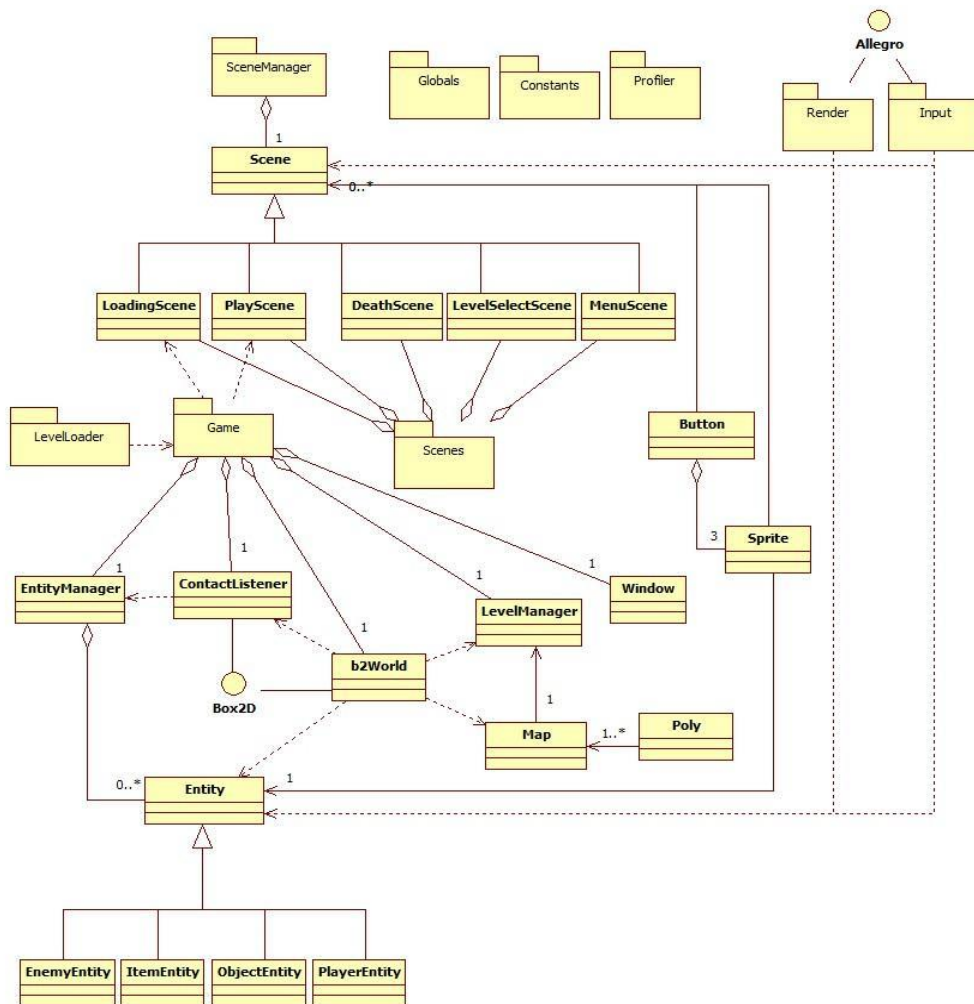 Allegro
SceneManager
Globals
Constants
Profiler
Render
Input
1
Scene
0..*
LoadingScene
PlayScene
DeathScene
LevelSelectScene
MenuScene
LevelLoader
Game
Scenes
Button
3
Sprite
1
EntityManager
1
ContactListener
1
LevelManager
1
Window
1
b2World
Box2D
1
Map
1..*
Poly
0..*
Entity
1
EnemyEntity
ItemEntity
ObjectEntity
PlayerEntity